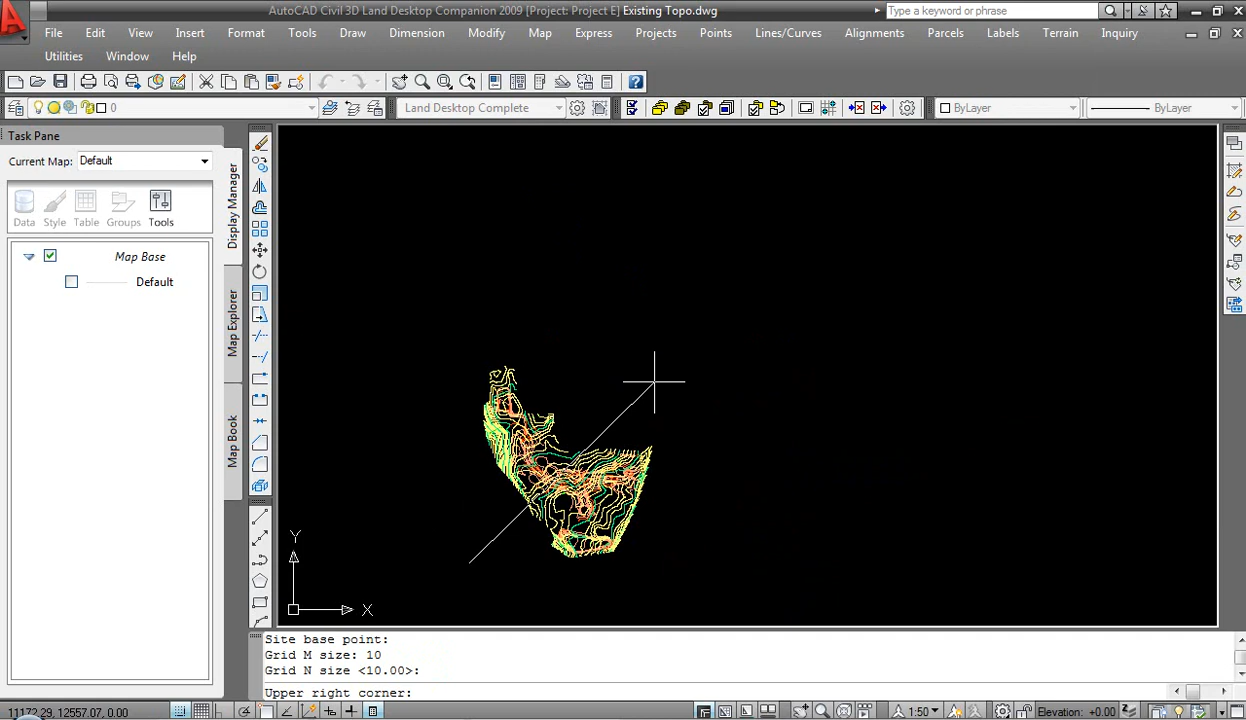 AutoCAD Civil 3D Land Desktop Companion 2009 [Project: Project E] Existing Topo.dwg
Type a keyword or phrase
File Edit View Insert Format Tools Draw Dimension Modify Map Express Projects Points Lines/Curves Alignments Parcels Labels Terrain Inquiry
Utilities Window Help
0 Land Desktop Complete ByLayer ByLayer
Task Pane
Current Map: Default
Data Style Table Groups Tools
Map Base
Default
Display Manager
Map Explorer
Map Book
Y
X
Site base point:
Grid M size: 10
Grid N size <10.00>:
Upper right corner:
11172.29, 12557.07, 0.00 1:50 Elevation: +0.00